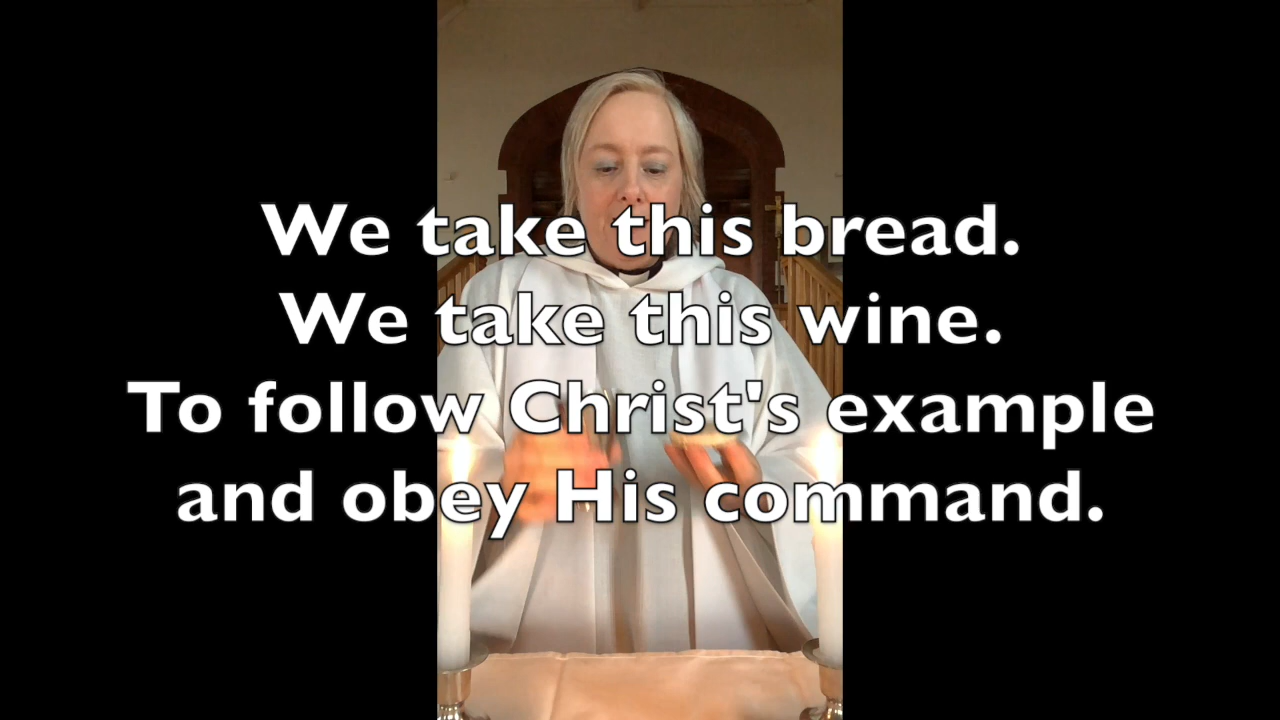 We take this bread.
We take this wine.
To follow Christ's example
and obey His command.